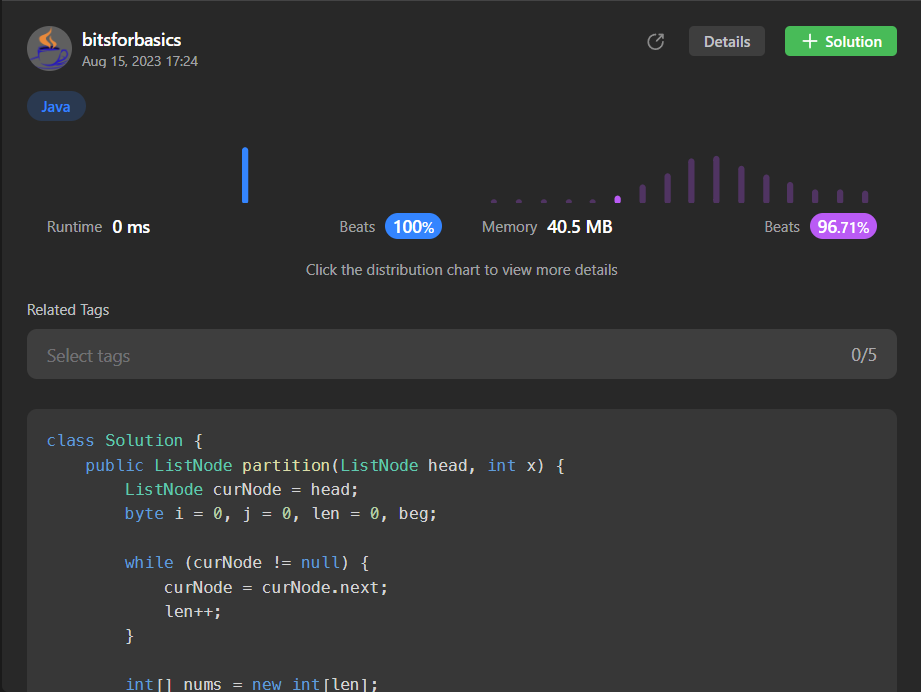 bitsforbasics
Aug 15, 2023 17:24
Details
+ Solution
Java
Runtime 0 ms
Beats 100%
Memory 40.5 MB
Beats 96.71%
Click the distribution chart to view more details
Related Tags
Select tags 0/5
class Solution {
    public ListNode partition(ListNode head, int x) {
        ListNode curNode = head;
        byte i = 0, j = 0, len = 0, beg;
        while (curNode != null) {
            curNode = curNode.next;
            len++;
        }
        int[] nums = new int[len];